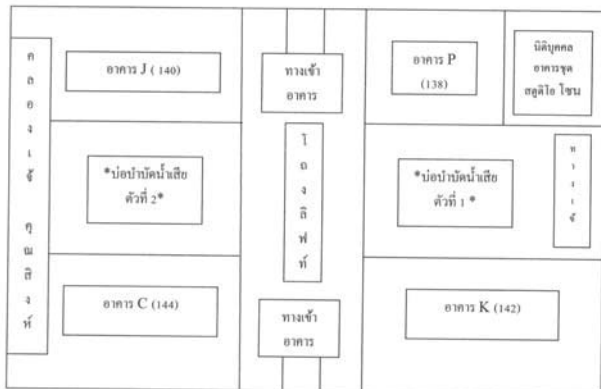 คลองเจ้าคุณสิงห์
อาคาร J ( 140)
ทางเข้า
อาคาร
อาคาร P
(138)
นิติบุคคล
อาคารชุด
สตูดิโอ โซน
*บ่อบำบัดน้ำเสีย
ตัวที่ 2*
โถงลิฟท์
*บ่อบำบัดน้ำเสีย
ตัวที่ 1 *
อาคาร C (144)
ทางเข้า
อาคาร
อาคาร K (142)